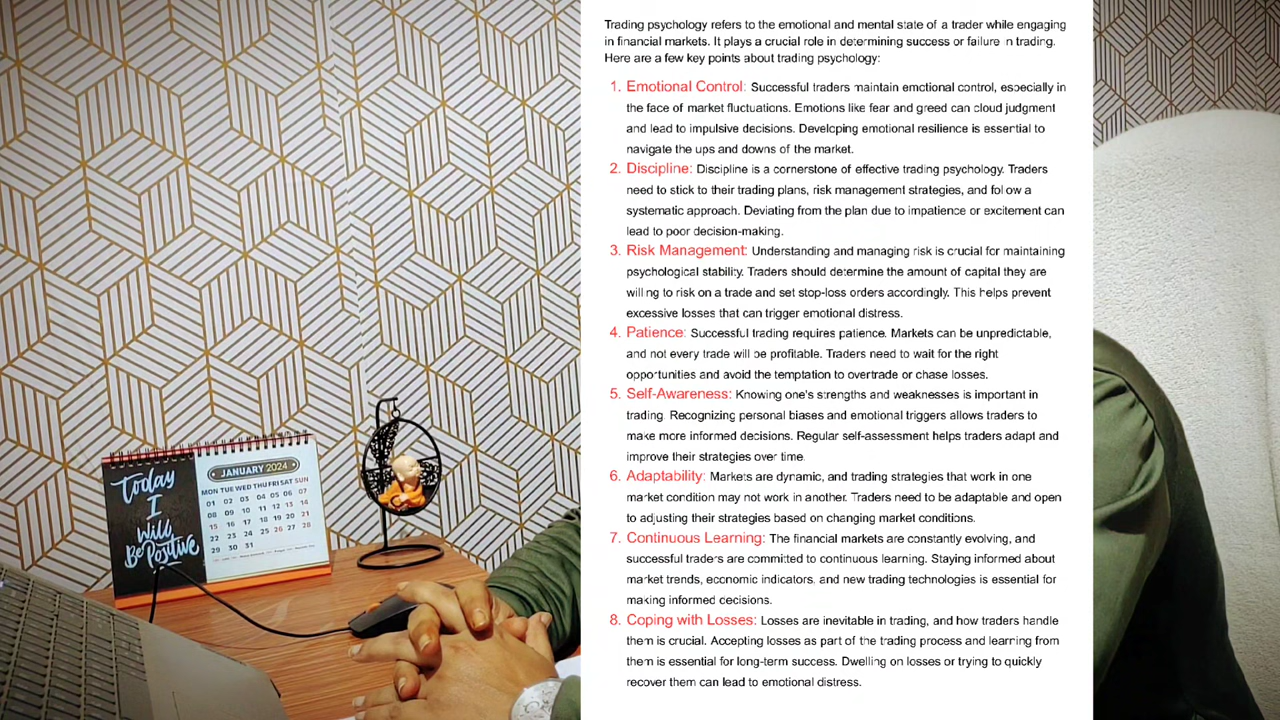 Trading psychology refers to the emotional and mental state of a trader while engaging
in financial markets. It plays a crucial role in determining success or failure in trading.
Here are a few key points about trading psychology:
1. Emotional Control: Successful traders maintain emotional control, especially in
the face of market fluctuations. Emotions like fear and greed can cloud judgment
and lead to impulsive decisions. Developing emotional resilience is essential to
navigate the ups and downs of the market.
2. Discipline: Discipline is a cornerstone of effective trading psychology. Traders
need to stick to their trading plans, risk management strategies, and follow a
systematic approach. Deviating from the plan due to impatience or excitement can
lead to poor decision-making.
3. Risk Management: Understanding and managing risk is crucial for maintaining
psychological stability. Traders should determine the amount of capital they are
willing to risk on a trade and set stop-loss orders accordingly. This helps prevent
excessive losses that can trigger emotional distress.
4. Patience: Successful trading requires patience. Markets can be unpredictable,
and not every trade will be profitable. Traders need to wait for the right
opportunities and avoid the temptation to overtrade or chase losses.
5. Self-Awareness: Knowing one's strengths and weaknesses is important in
trading. Recognizing personal biases and emotional triggers allows traders to
make more informed decisions. Regular self-assessment helps traders adapt and
improve their strategies over time.
6. Adaptability: Markets are dynamic, and trading strategies that work in one
market condition may not work in another. Traders need to be adaptable and open
to adjusting their strategies based on changing market conditions.
7. Continuous Learning: The financial markets are constantly evolving, and
successful traders are committed to continuous learning. Staying informed about
market trends, economic indicators, and new trading technologies is essential for
making informed decisions.
8. Coping with Losses: Losses are inevitable in trading, and how traders handle
them is crucial. Accepting losses as part of the trading process and learning from
them is essential for long-term success. Dwelling on losses or trying to quickly
recover them can lead to emotional distress.
Today
I
will
Be Positive
JANUARY 2024
MON TUE WED THU FRI SAT SUN
01 02 03 04 05 06 07
08 09 10 11 12 13 14
15 16 17 18 19 20 21
22 23 24 25 26 27 28
29 30 31